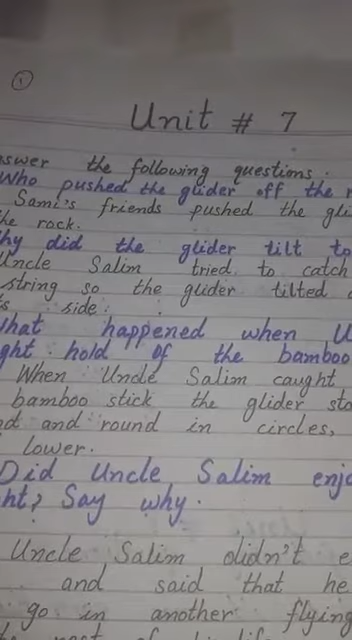 1
Unit # 7
nswer the following questions.
Who pushed the glider off the r
Sami's friends pushed the gli
he rock.
hy did the glider tilt to
Uncle Salim tried to catch
string so the glider tilted
s side.
hat happened when U
ght hold of the bamboo
When Uncle Salim caught
bamboo stick the glider sto
d and round in circles,
lower.
Did Uncle Salim enjo
ht? Say why.
Uncle Salim didn't e
and said that he
go in another flying